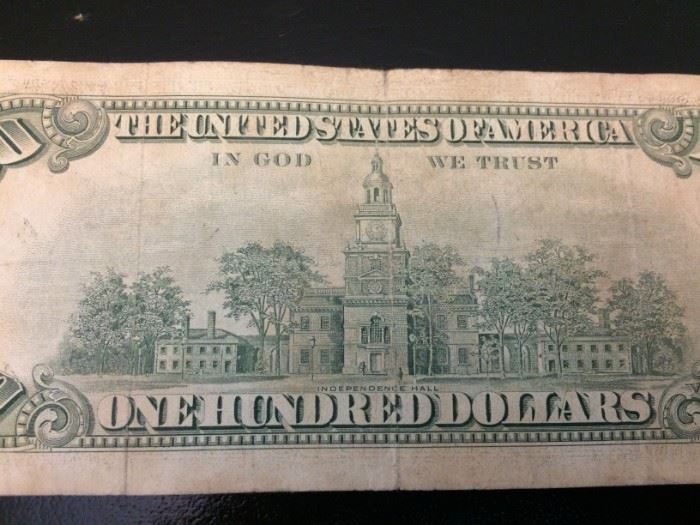 THE UNITED STATES OF AMERICA
IN GOD WE TRUST
INDEPENDENCE HALL
ONE HUNDRED DOLLARS